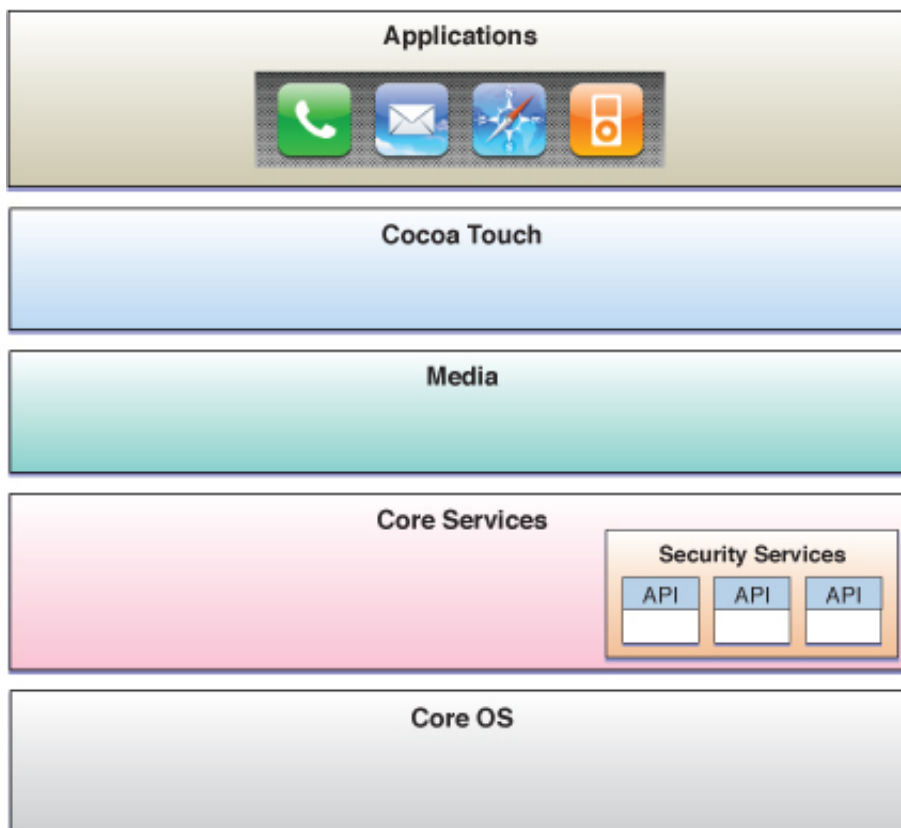 Applications
Cocoa Touch
Media
Core Services
Security Services
API API API
Core OS